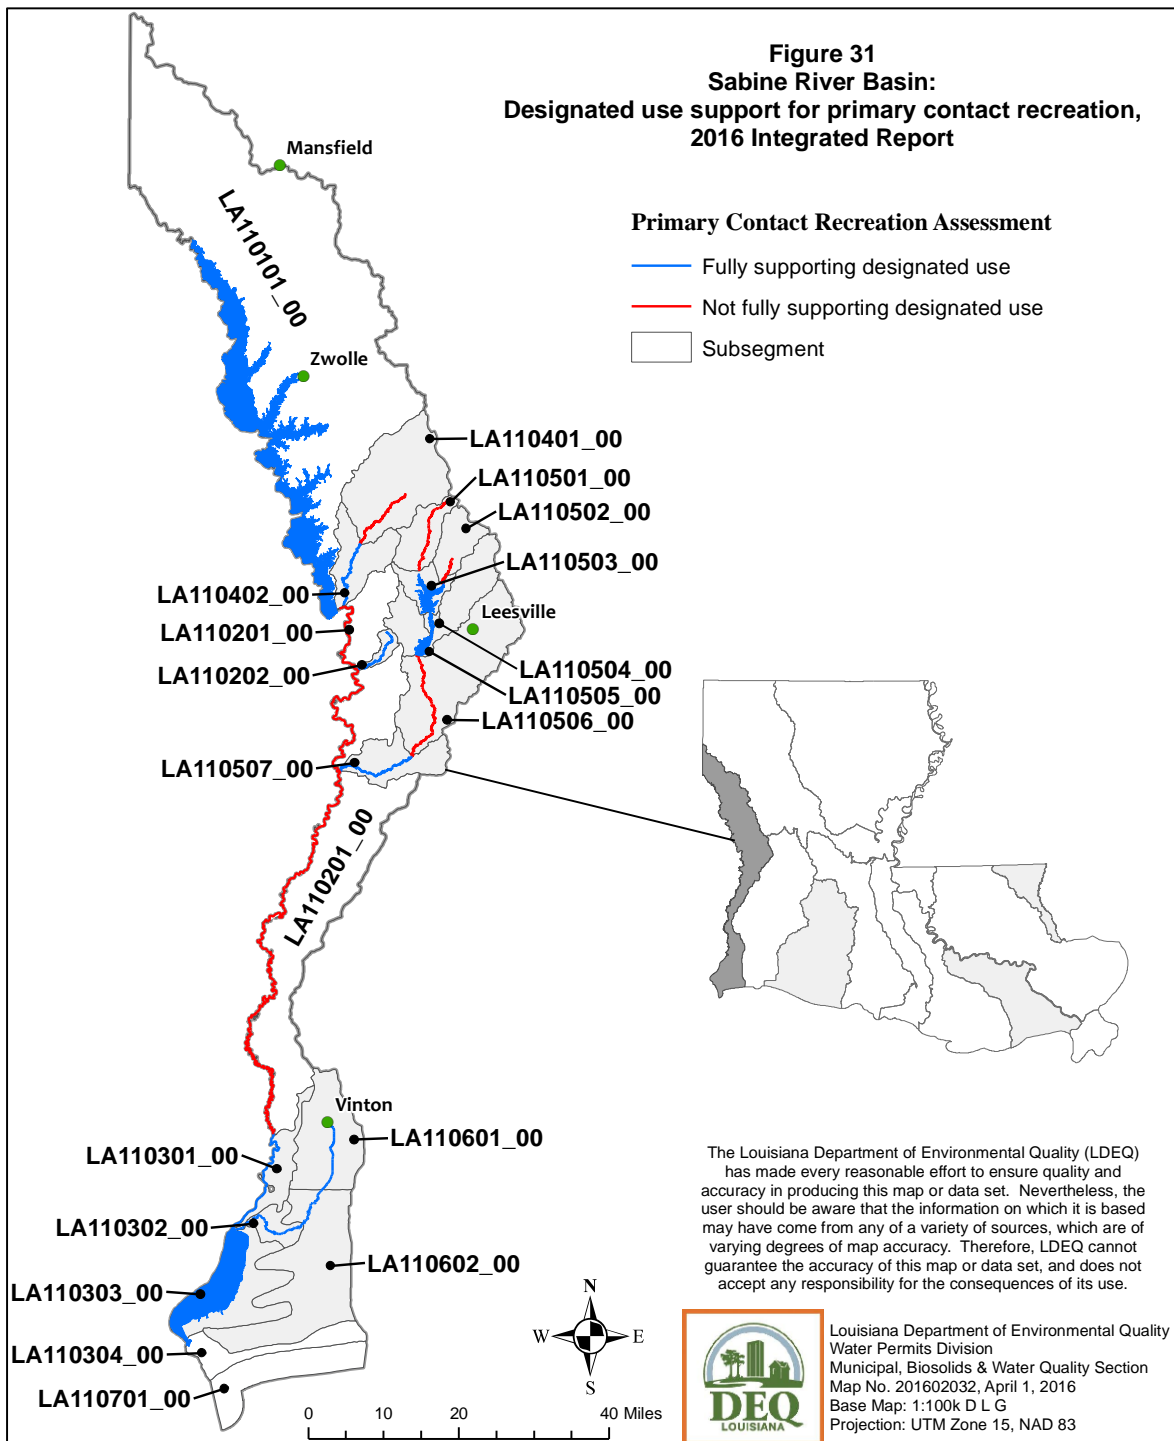 Figure 31
Sabine River Basin:
Designated use support for primary contact recreation,
2016 Integrated Report
Primary Contact Recreation Assessment
Fully supporting designated use
Not fully supporting designated use
Subsegment
Mansfield
LA110101_00
Zwolle
LA110401_00
LA110501_00
LA110502_00
LA110503_00
LA110402_00
Leesville
LA110201_00
LA110202_00
LA110504_00
LA110505_00
LA110506_00
LA110507_00
LA110201_00
Vinton
LA110601_00
LA110301_00
LA110302_00
LA110602_00
LA110303_00
LA110304_00
LA110701_00
The Louisiana Department of Environmental Quality (LDEQ)
has made every reasonable effort to ensure quality and
accuracy in producing this map or data set. Nevertheless, the
user should be aware that the information on which it is based
may have come from any of a variety of sources, which are of
varying degrees of map accuracy. Therefore, LDEQ cannot
guarantee the accuracy of this map or data set, and does not
accept any responsibility for the consequences of its use.
N
W E
S
0 10 20 40 Miles
DEQ
LOUISIANA
Louisiana Department of Environmental Quality
Water Permits Division
Municipal, Biosolids & Water Quality Section
Map No. 201602032, April 1, 2016
Base Map: 1:100k D L G
Projection: UTM Zone 15, NAD 83